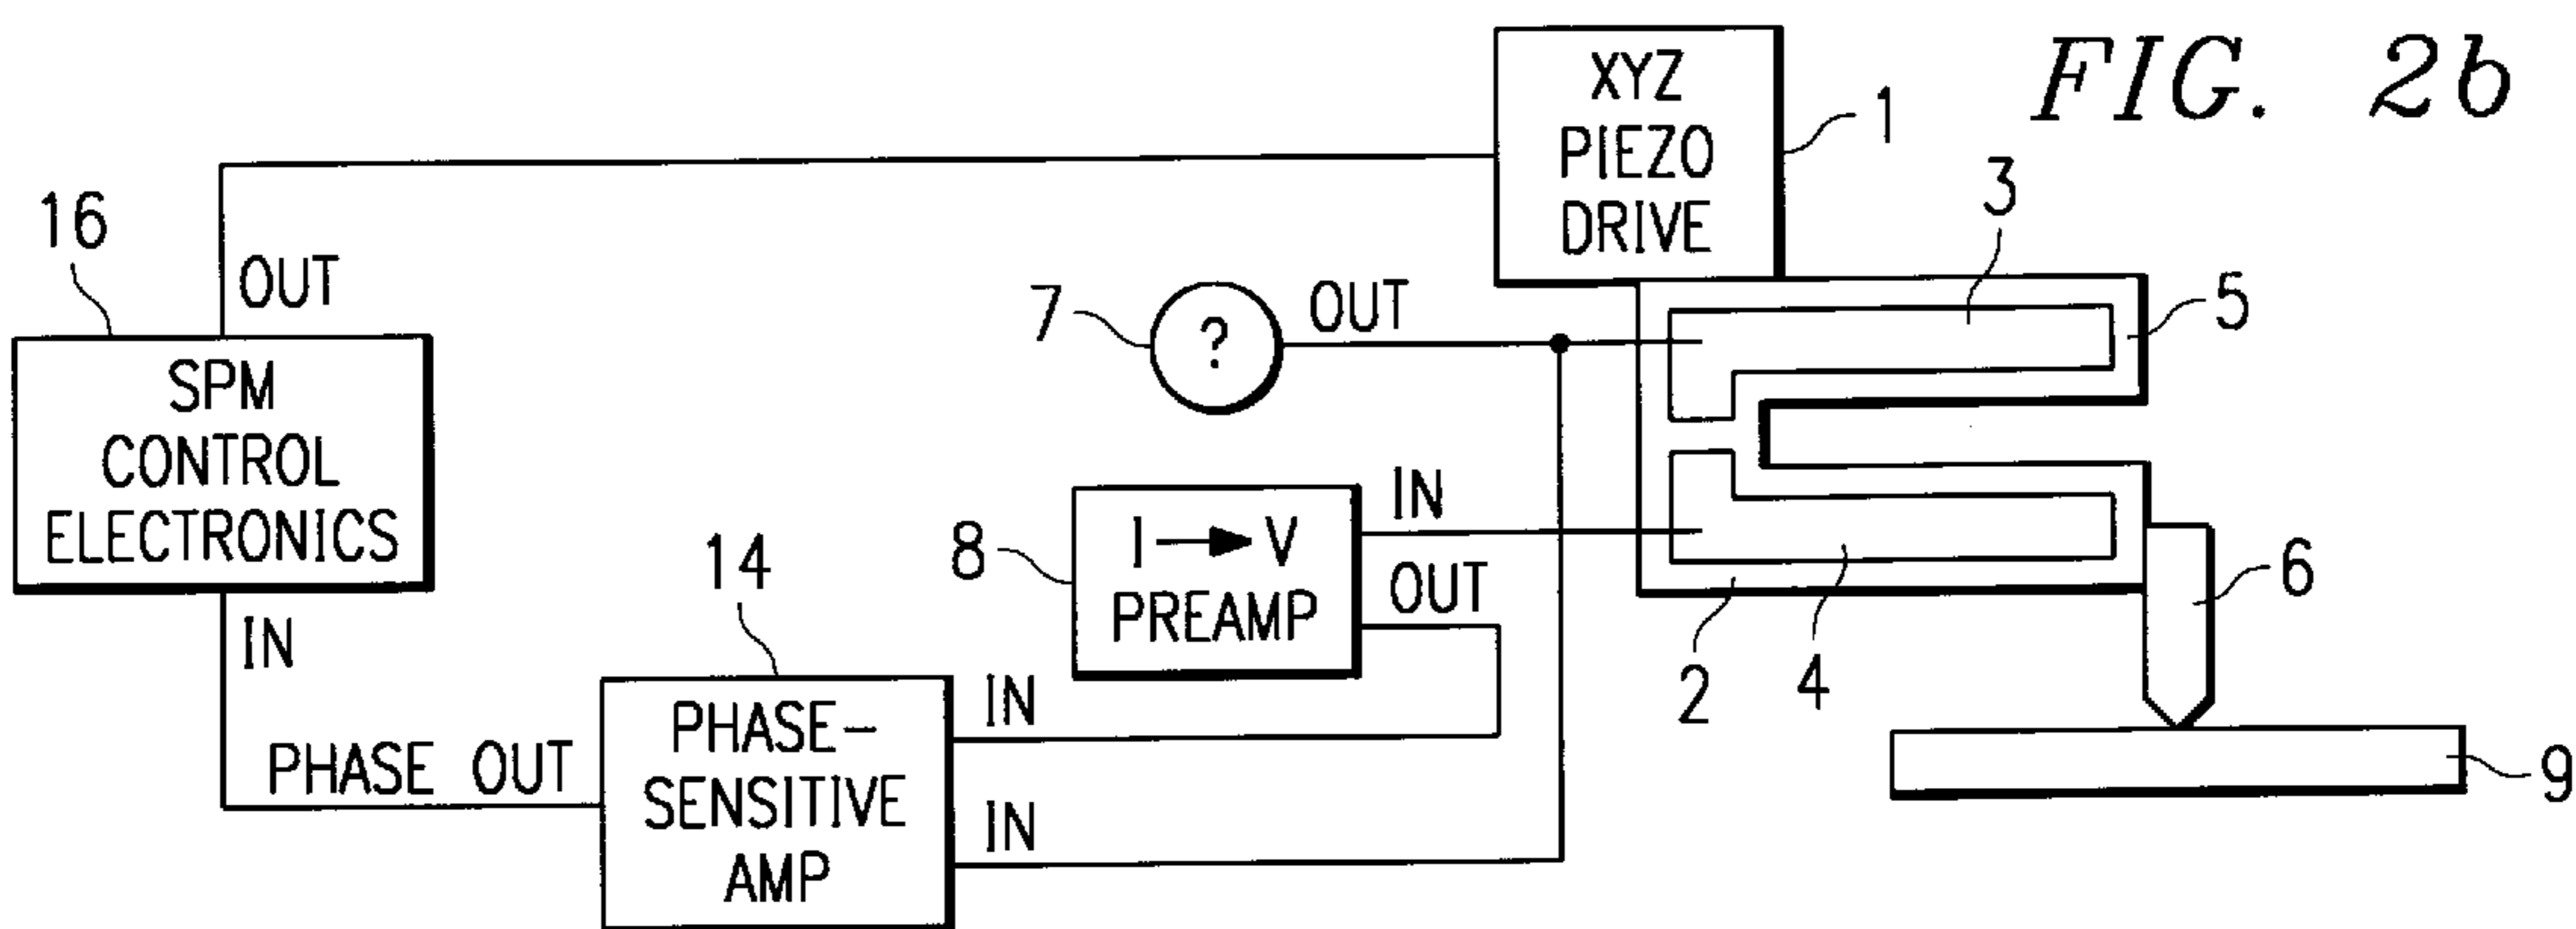 FIG. 2b
XYZ
PIEZO
DRIVE
1
3
5
16
OUT
7
?
OUT
SPM
CONTROL
ELECTRONICS
IN
8
I → V
PREAMP
IN
OUT
2
4
6
9
14
PHASE-
SENSITIVE
AMP
IN
IN
PHASE OUT